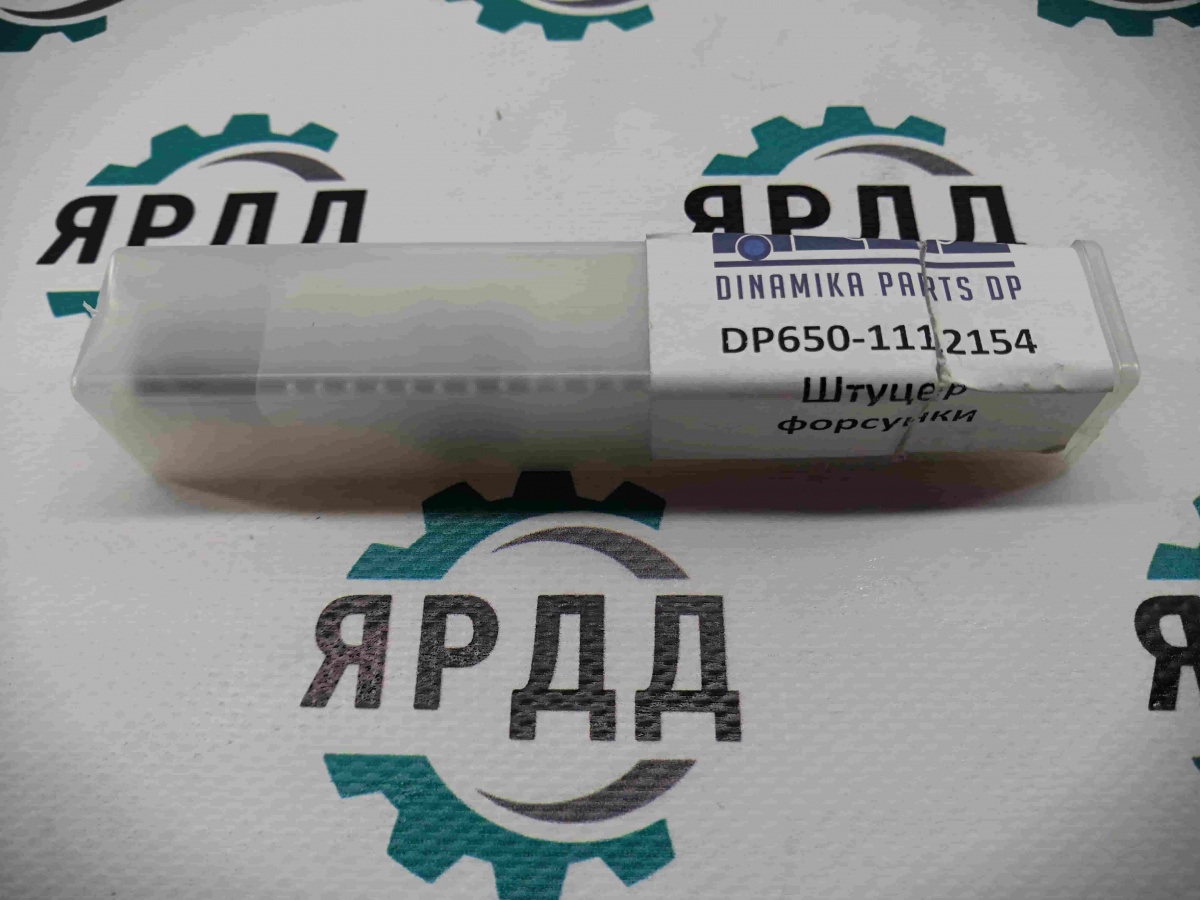 ЯРДД
ЯРДД
DINAMIKA PARTS DP
DP650-1112154
Штуцер
форсунки
ЯРДД